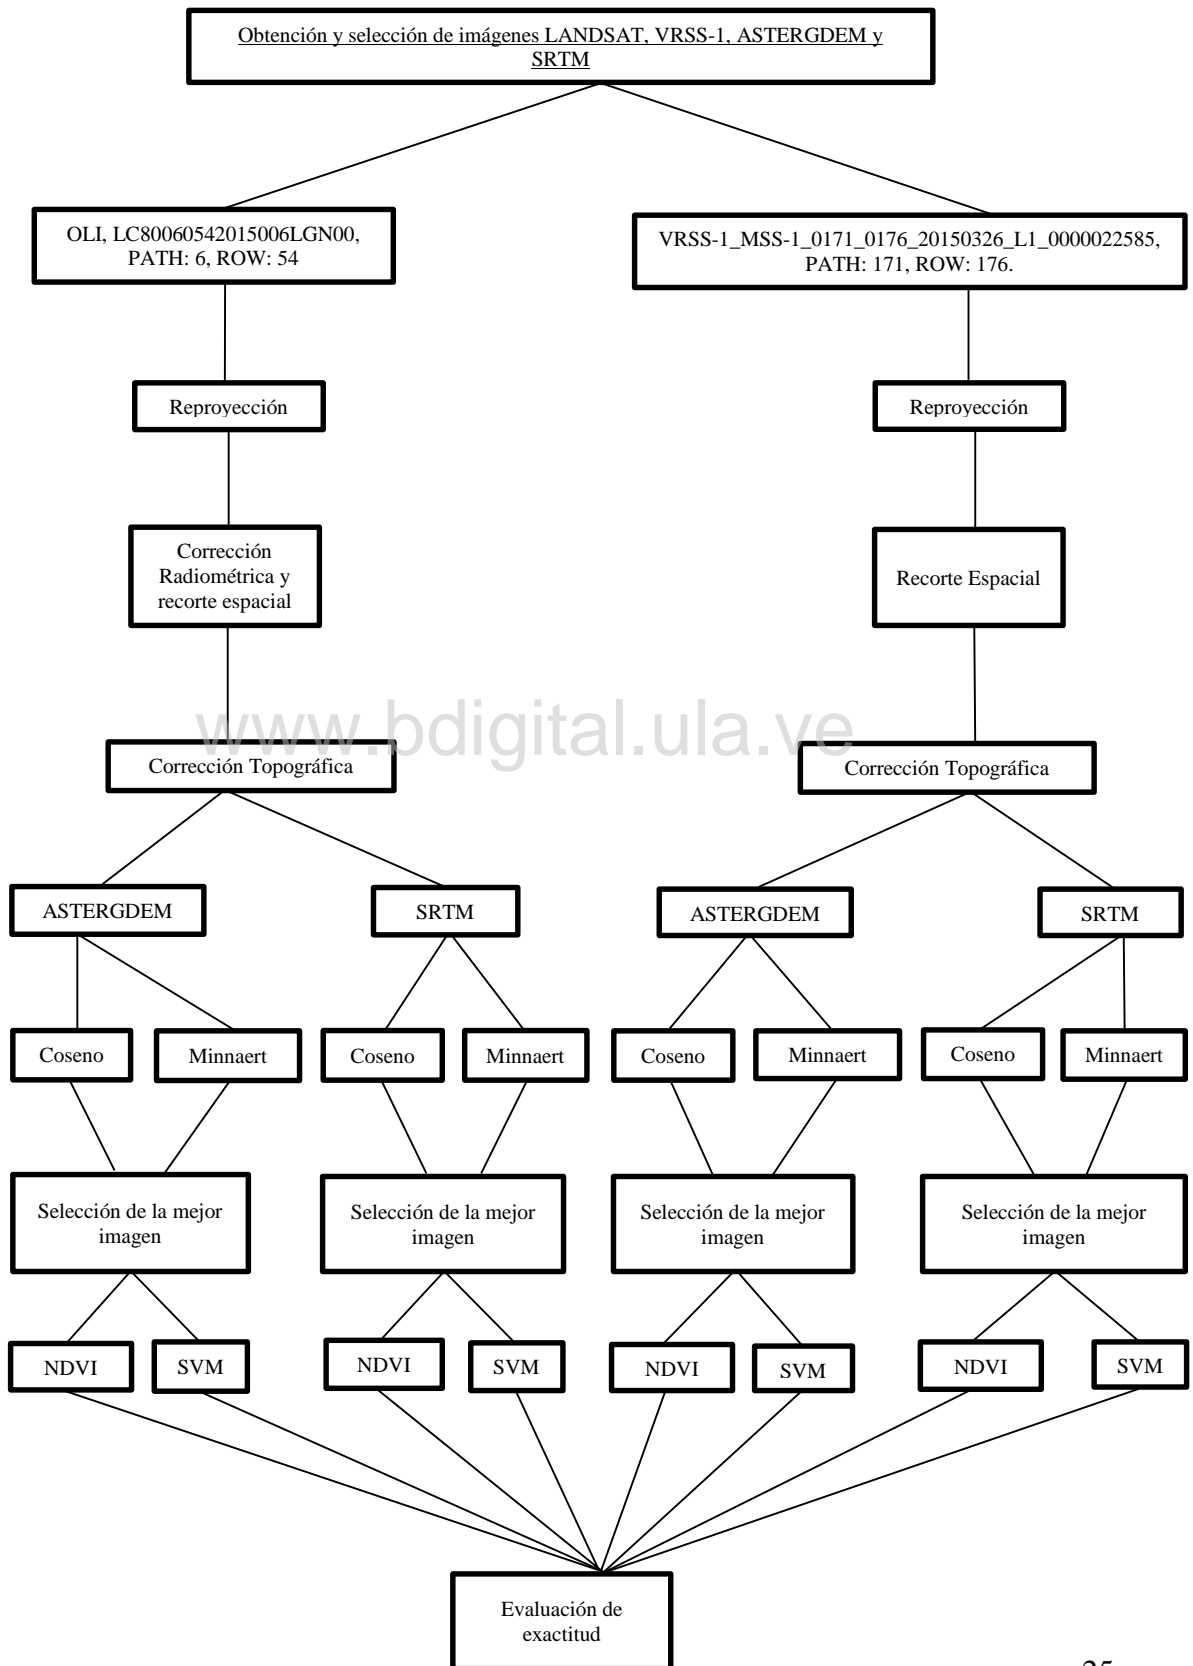 Obtención y selección de imágenes LANDSAT, VRSS-1, ASTERGDEM y
SRTM
OLI, LC80060542015006LGN00,
PATH: 6, ROW: 54
VRSS-1_MSS-1_0171_0176_20150326_L1_0000022585,
PATH: 171, ROW: 176.
Reproyección
Reproyección
Corrección
Radiométrica y
recorte espacial
Recorte Espacial
www.bdigital.ula.ve
Corrección Topográfica
Corrección Topográfica
ASTERGDEM
SRTM
ASTERGDEM
SRTM
Coseno
Minnaert
Coseno
Minnaert
Coseno
Minnaert
Coseno
Minnaert
Selección de la mejor
imagen
Selección de la mejor
imagen
Selección de la mejor
imagen
Selección de la mejor
imagen
NDVI
SVM
NDVI
SVM
NDVI
SVM
NDVI
SVM
Evaluación de
exactitud
25